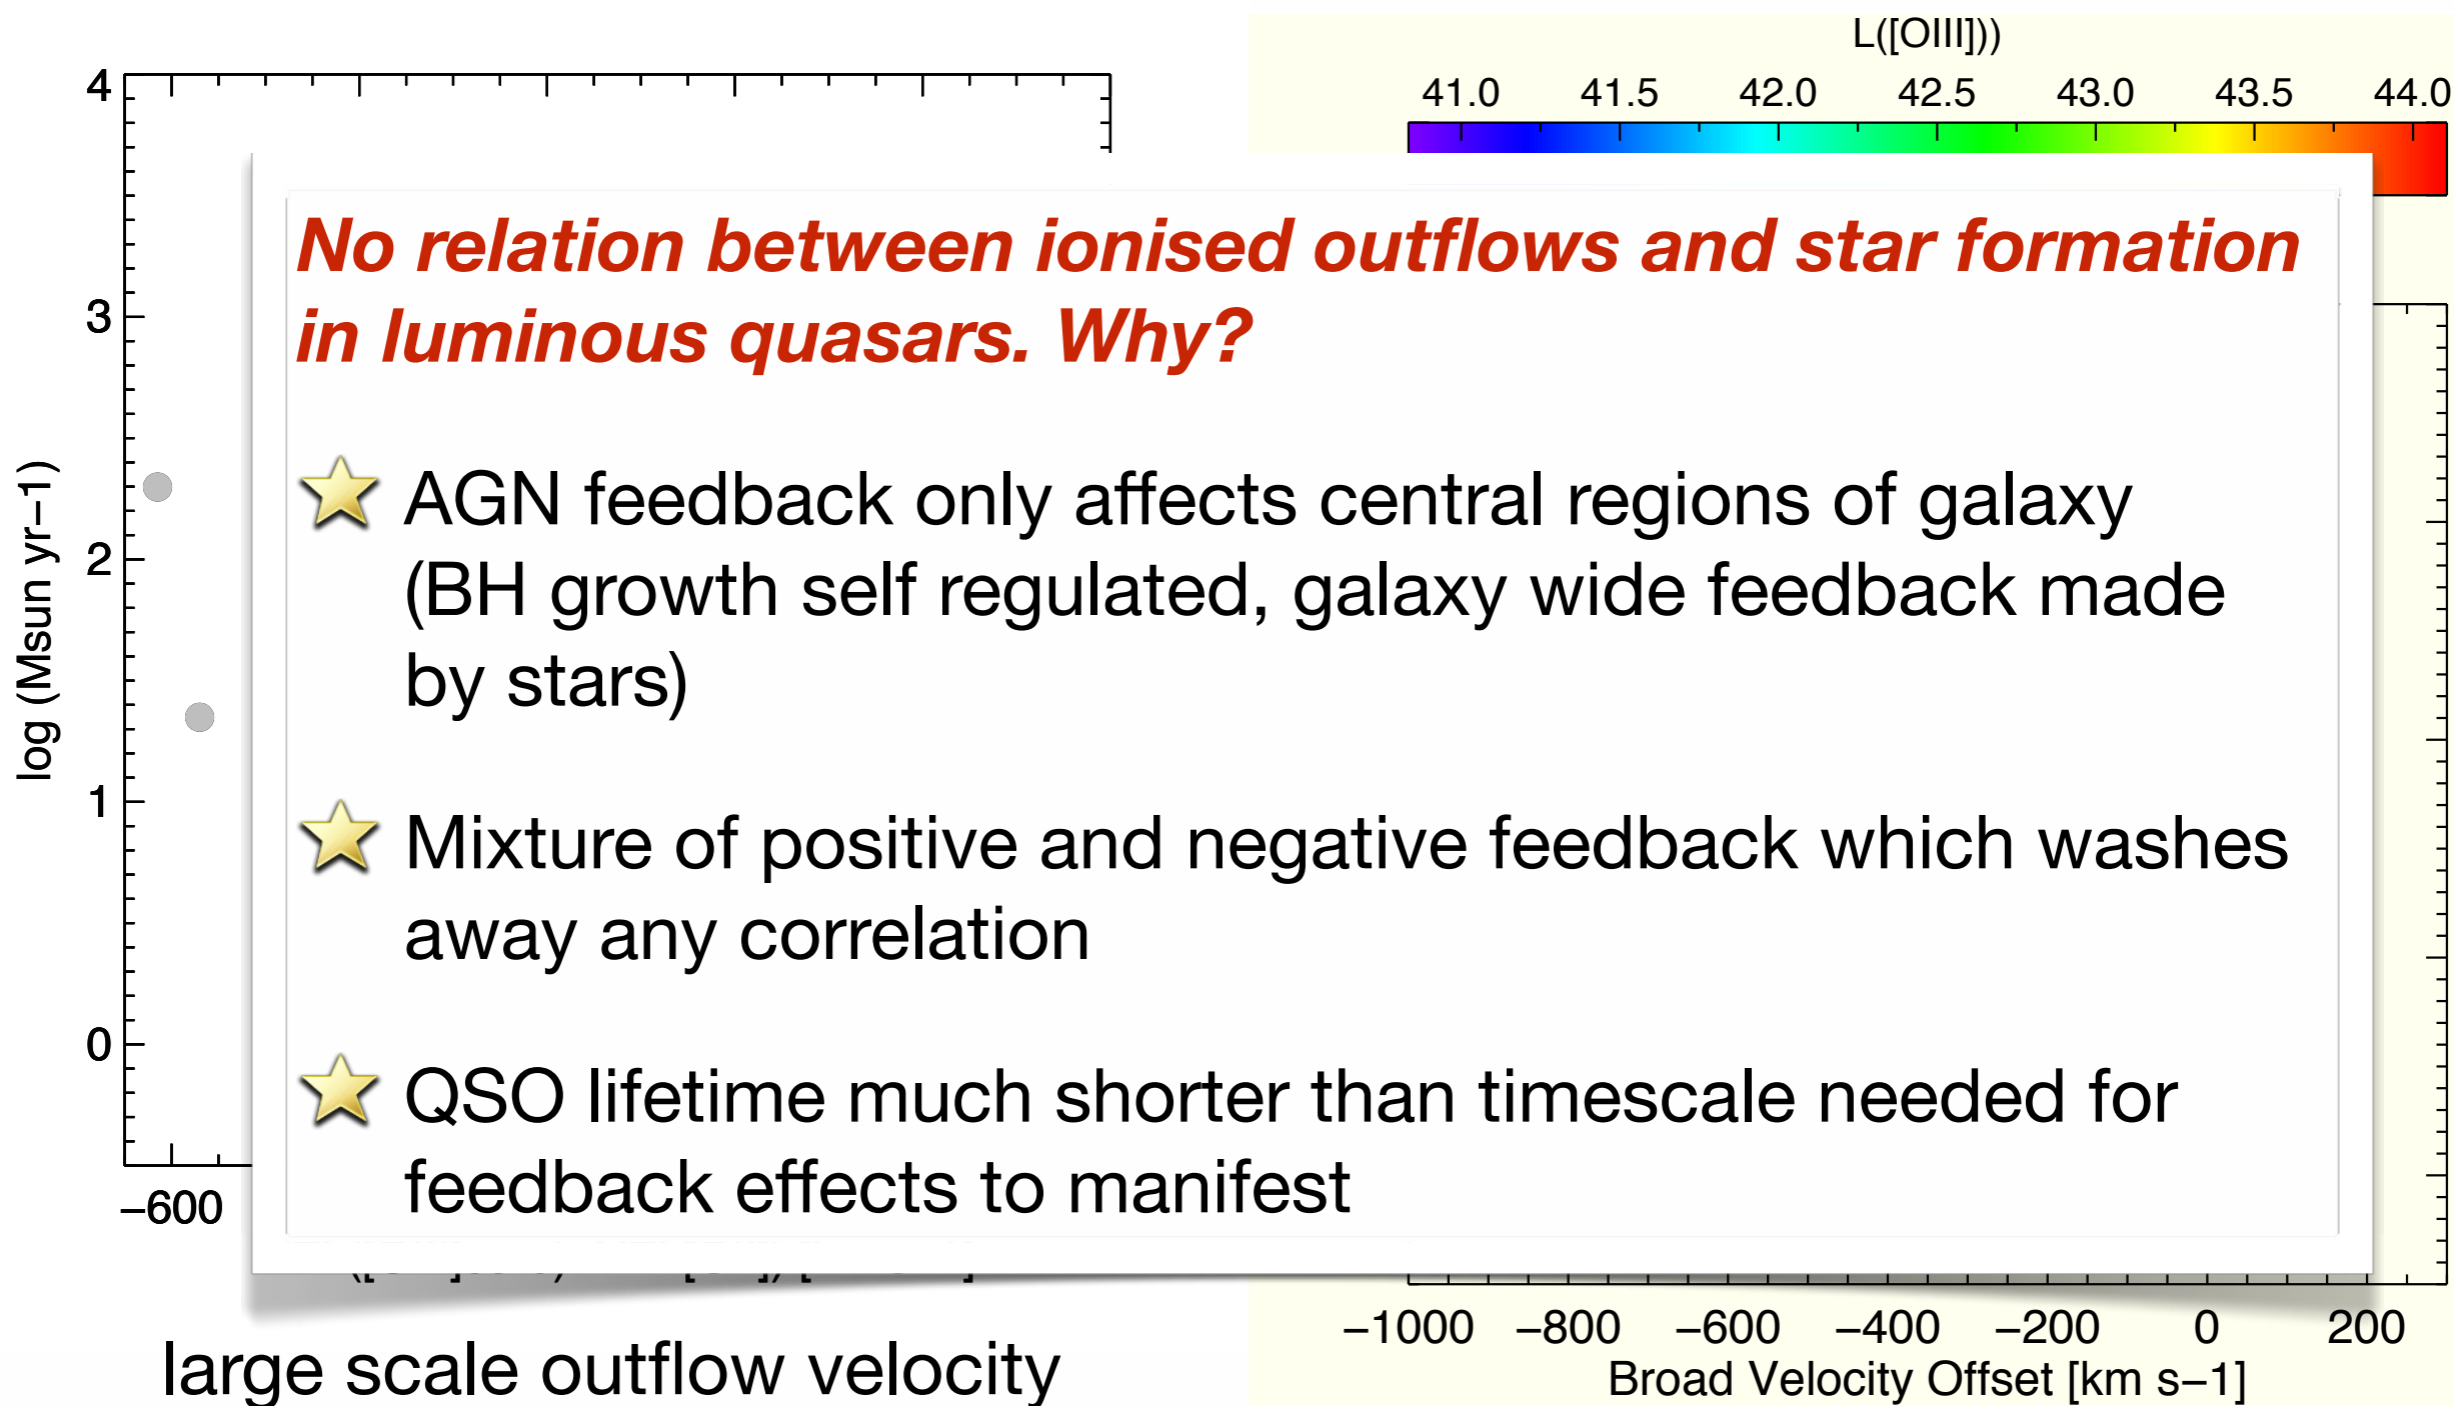 L([OIII]))
41.0 41.5 42.0 42.5 43.0 43.5 44.0
4
3
2
1
0
log (Msun yr−1)
−600
No relation between ionised outflows and star formation
in luminous quasars. Why?
AGN feedback only affects central regions of galaxy
(BH growth self regulated, galaxy wide feedback made
by stars)
Mixture of positive and negative feedback which washes
away any correlation
QSO lifetime much shorter than timescale needed for
feedback effects to manifest
large scale outflow velocity
−1000 −800 −600 −400 −200 0 200
Broad Velocity Offset [km s−1]